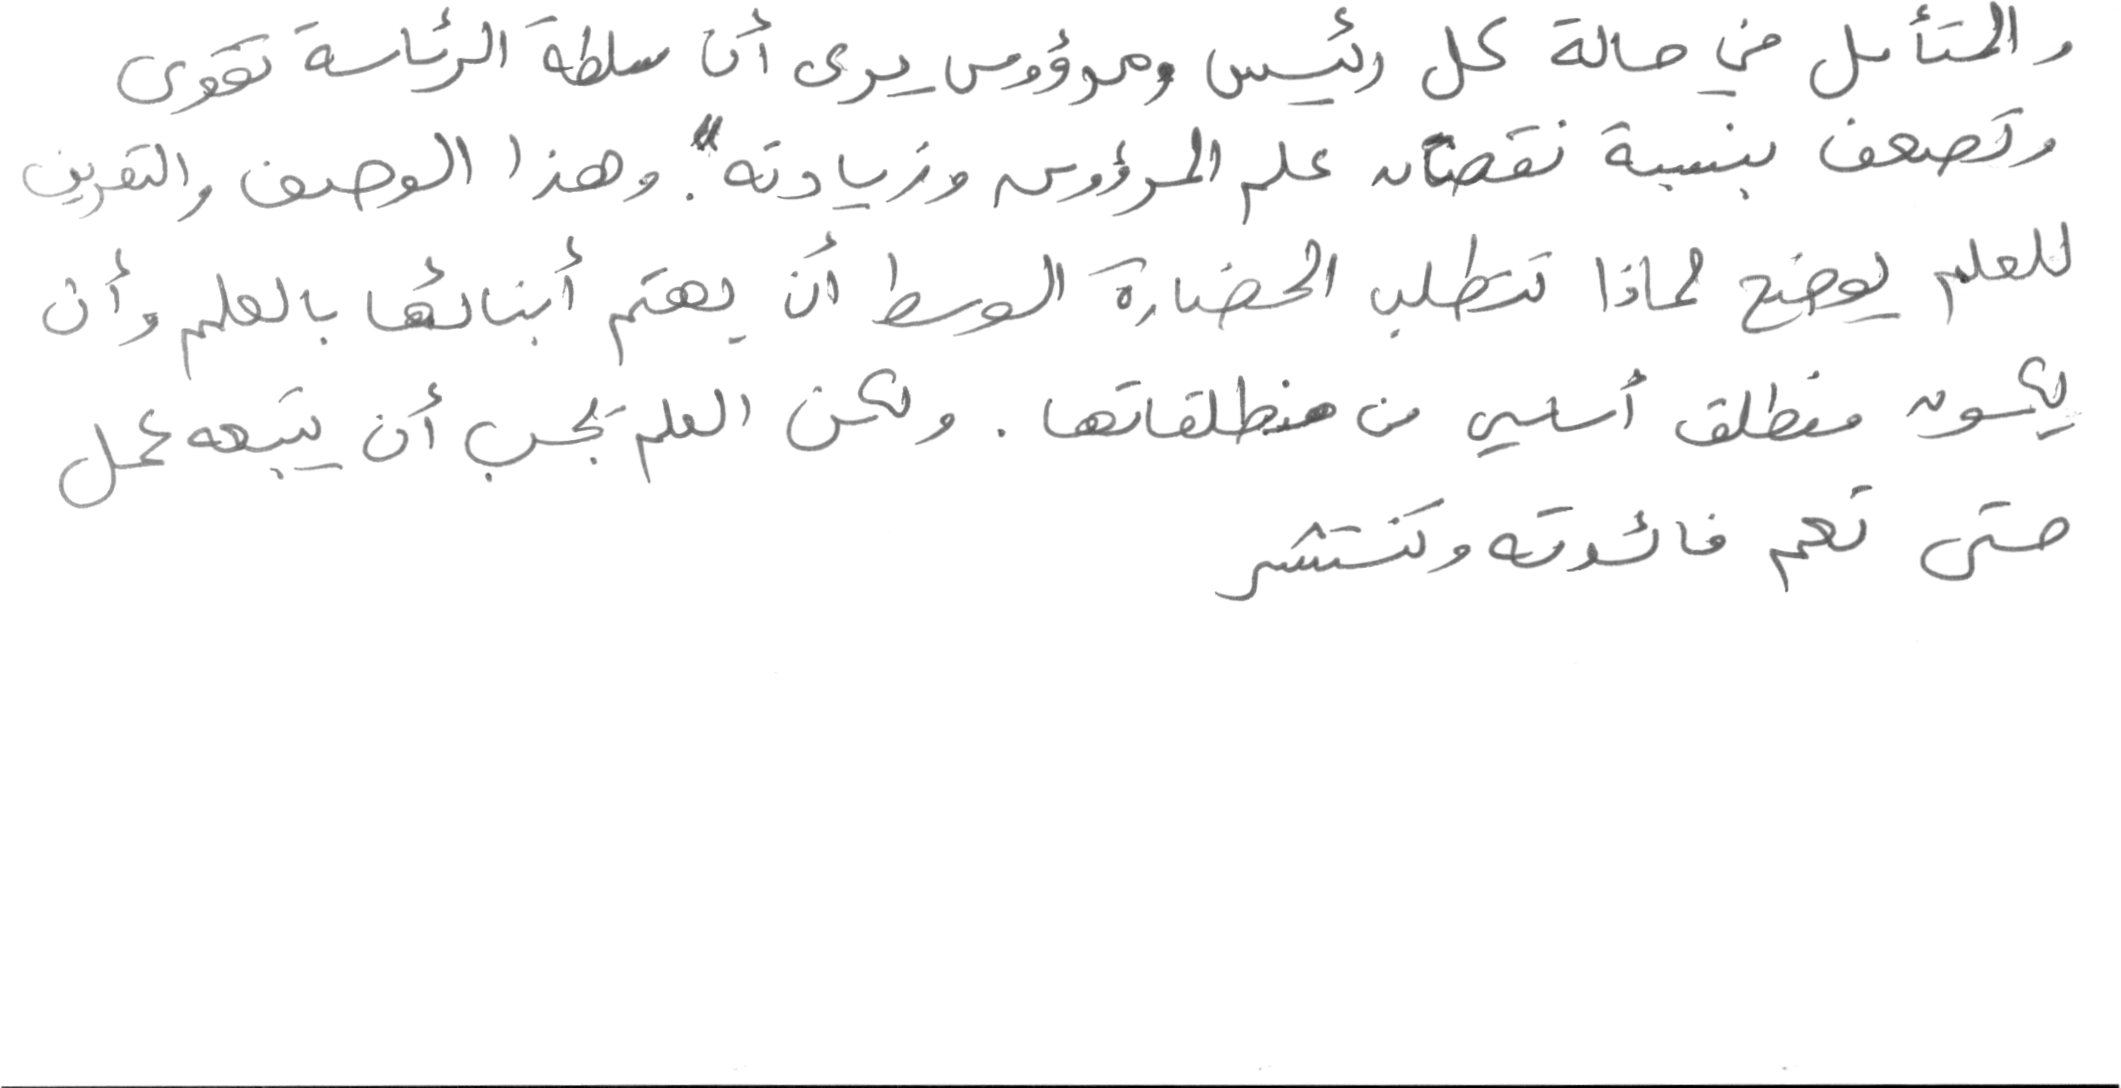 والمتأمل في حالة كل رئيس ومرؤوس يرى أن سلطة الرئاسة تقوى
وتضعف بنسبة نقصان علم المرؤوس وزيادته". وهذا الوصف والتعريف
للعلم يوضح لماذا تتطلب الحضارة الوسط أن يهتم أبنائها بالعلم وأن
يكون منطلق أساسي من منطلقاتها. ولكن العلم يجب أن يتبعه عمل
حتى تعم فائدته وتنتشر